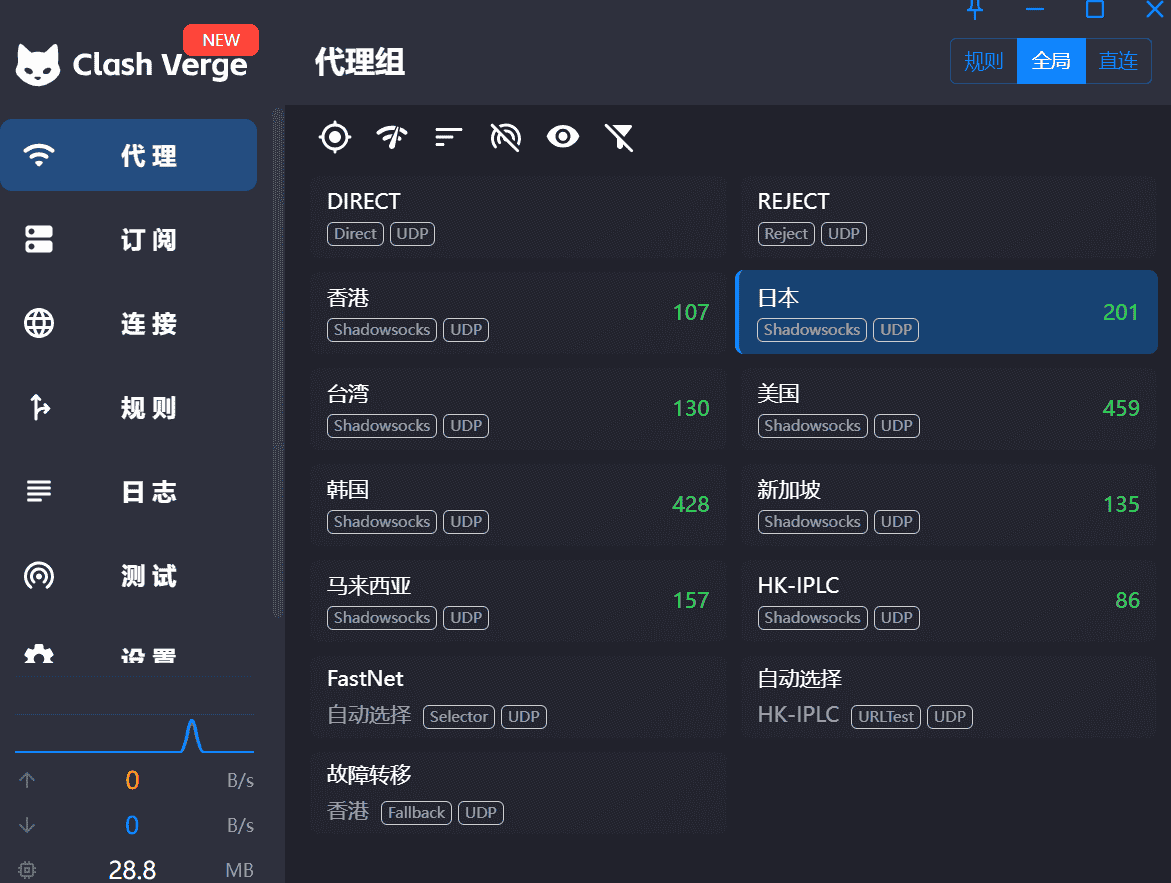 NEW
Clash Verge
代理组
规则 全局 直连
代 理
订 阅
连 接
规 则
日 志
测 试
设 置
0 B/s
0 B/s
28.8 MB
DIRECT
Direct UDP
REJECT
Reject UDP
香港
Shadowsocks UDP
107
日本
Shadowsocks UDP
201
台湾
Shadowsocks UDP
130
美国
Shadowsocks UDP
459
韩国
Shadowsocks UDP
428
新加坡
Shadowsocks UDP
135
马来西亚
Shadowsocks UDP
157
HK-IPLC
Shadowsocks UDP
86
FastNet
自动选择 Selector UDP
自动选择
HK-IPLC URLTest UDP
故障转移
香港 Fallback UDP